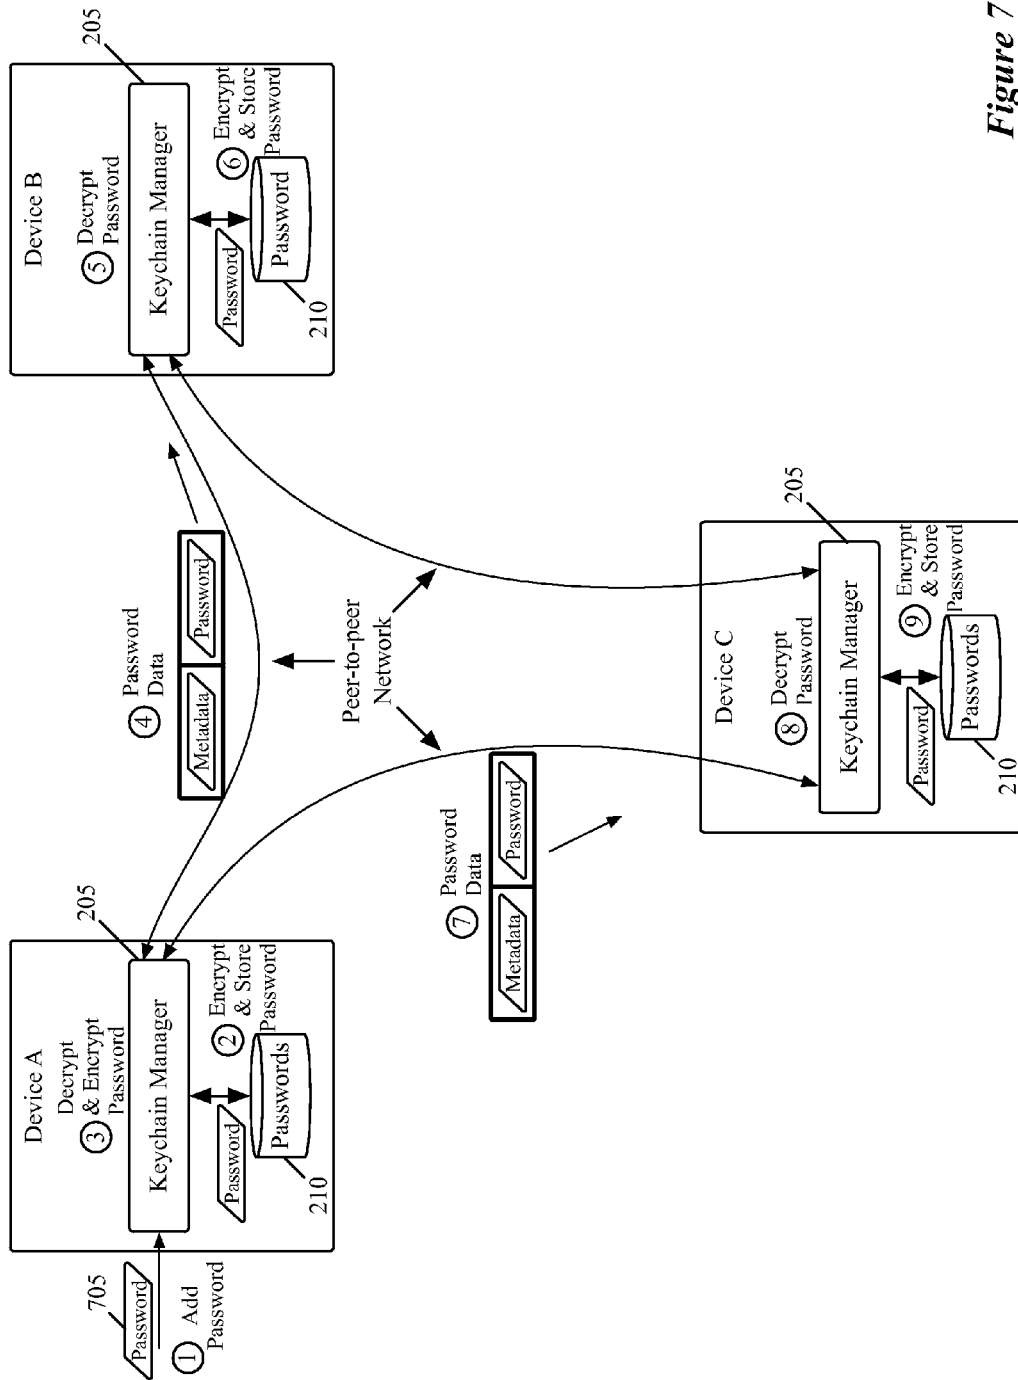 705
Password
① Add
Password
Device A
Decrypt
③ & Encrypt
Password
Keychain Manager
205
Password
② Encrypt
& Store
Password
Passwords
210
④ Password
Data
Metadata
Password
Device B
⑤ Decrypt
Password
Keychain Manager
205
Password
⑥ Encrypt
& Store
Password
Password
210
Peer-to-peer
Network
⑦ Password
Data
Metadata
Password
Device C
⑧ Decrypt
Password
Keychain Manager
205
Password
⑨ Encrypt
& Store
Password
Passwords
210
Figure 7